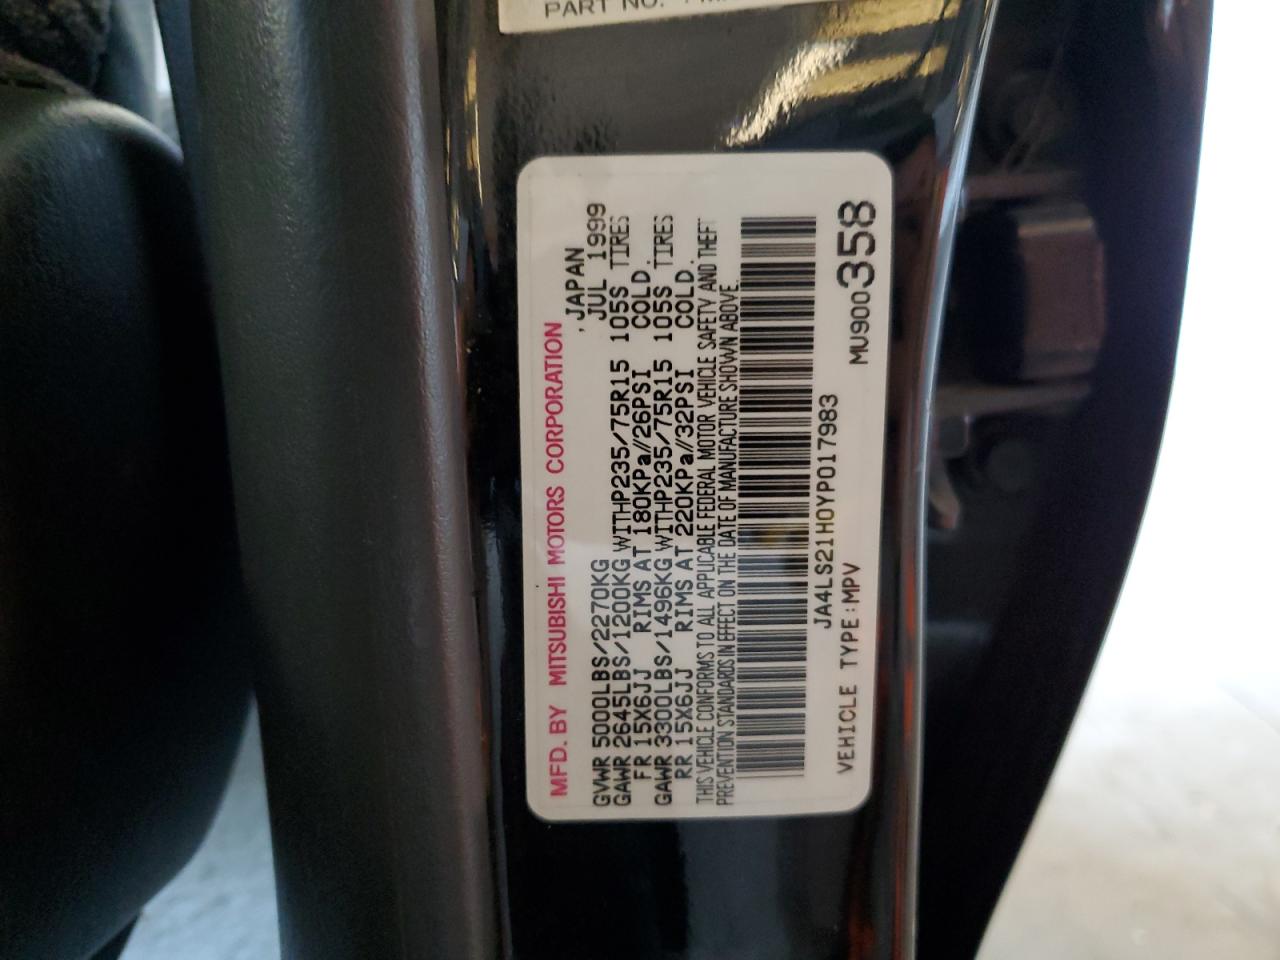 PART NO.
MFD. BY MITSUBISHI MOTORS CORPORATION
, JAPAN
JUL 1999
GVWR 5000LBS/2270KG
GAWR 2645LBS/1200KG WITHP235/75R15 105S TIRES
FR 15X6JJ RIMS AT 180KPa//26PSI COLD.
GAWR 3300LBS/1496KG WITHP235/75R15 105S TIRES
RR 15X6JJ RIMS AT 220KPa//32PSI COLD.
THIS VEHICLE CONFORMS TO ALL APPLICABLE FEDERAL MOTOR VEHICLE SAFETY AND THEFT
PREVENTION STANDARDS IN EFFECT ON THE DATE OF MANUFACTURE SHOWN ABOVE.
JA4LS21H0YP017983
VEHICLE TYPE:MPV MU900358